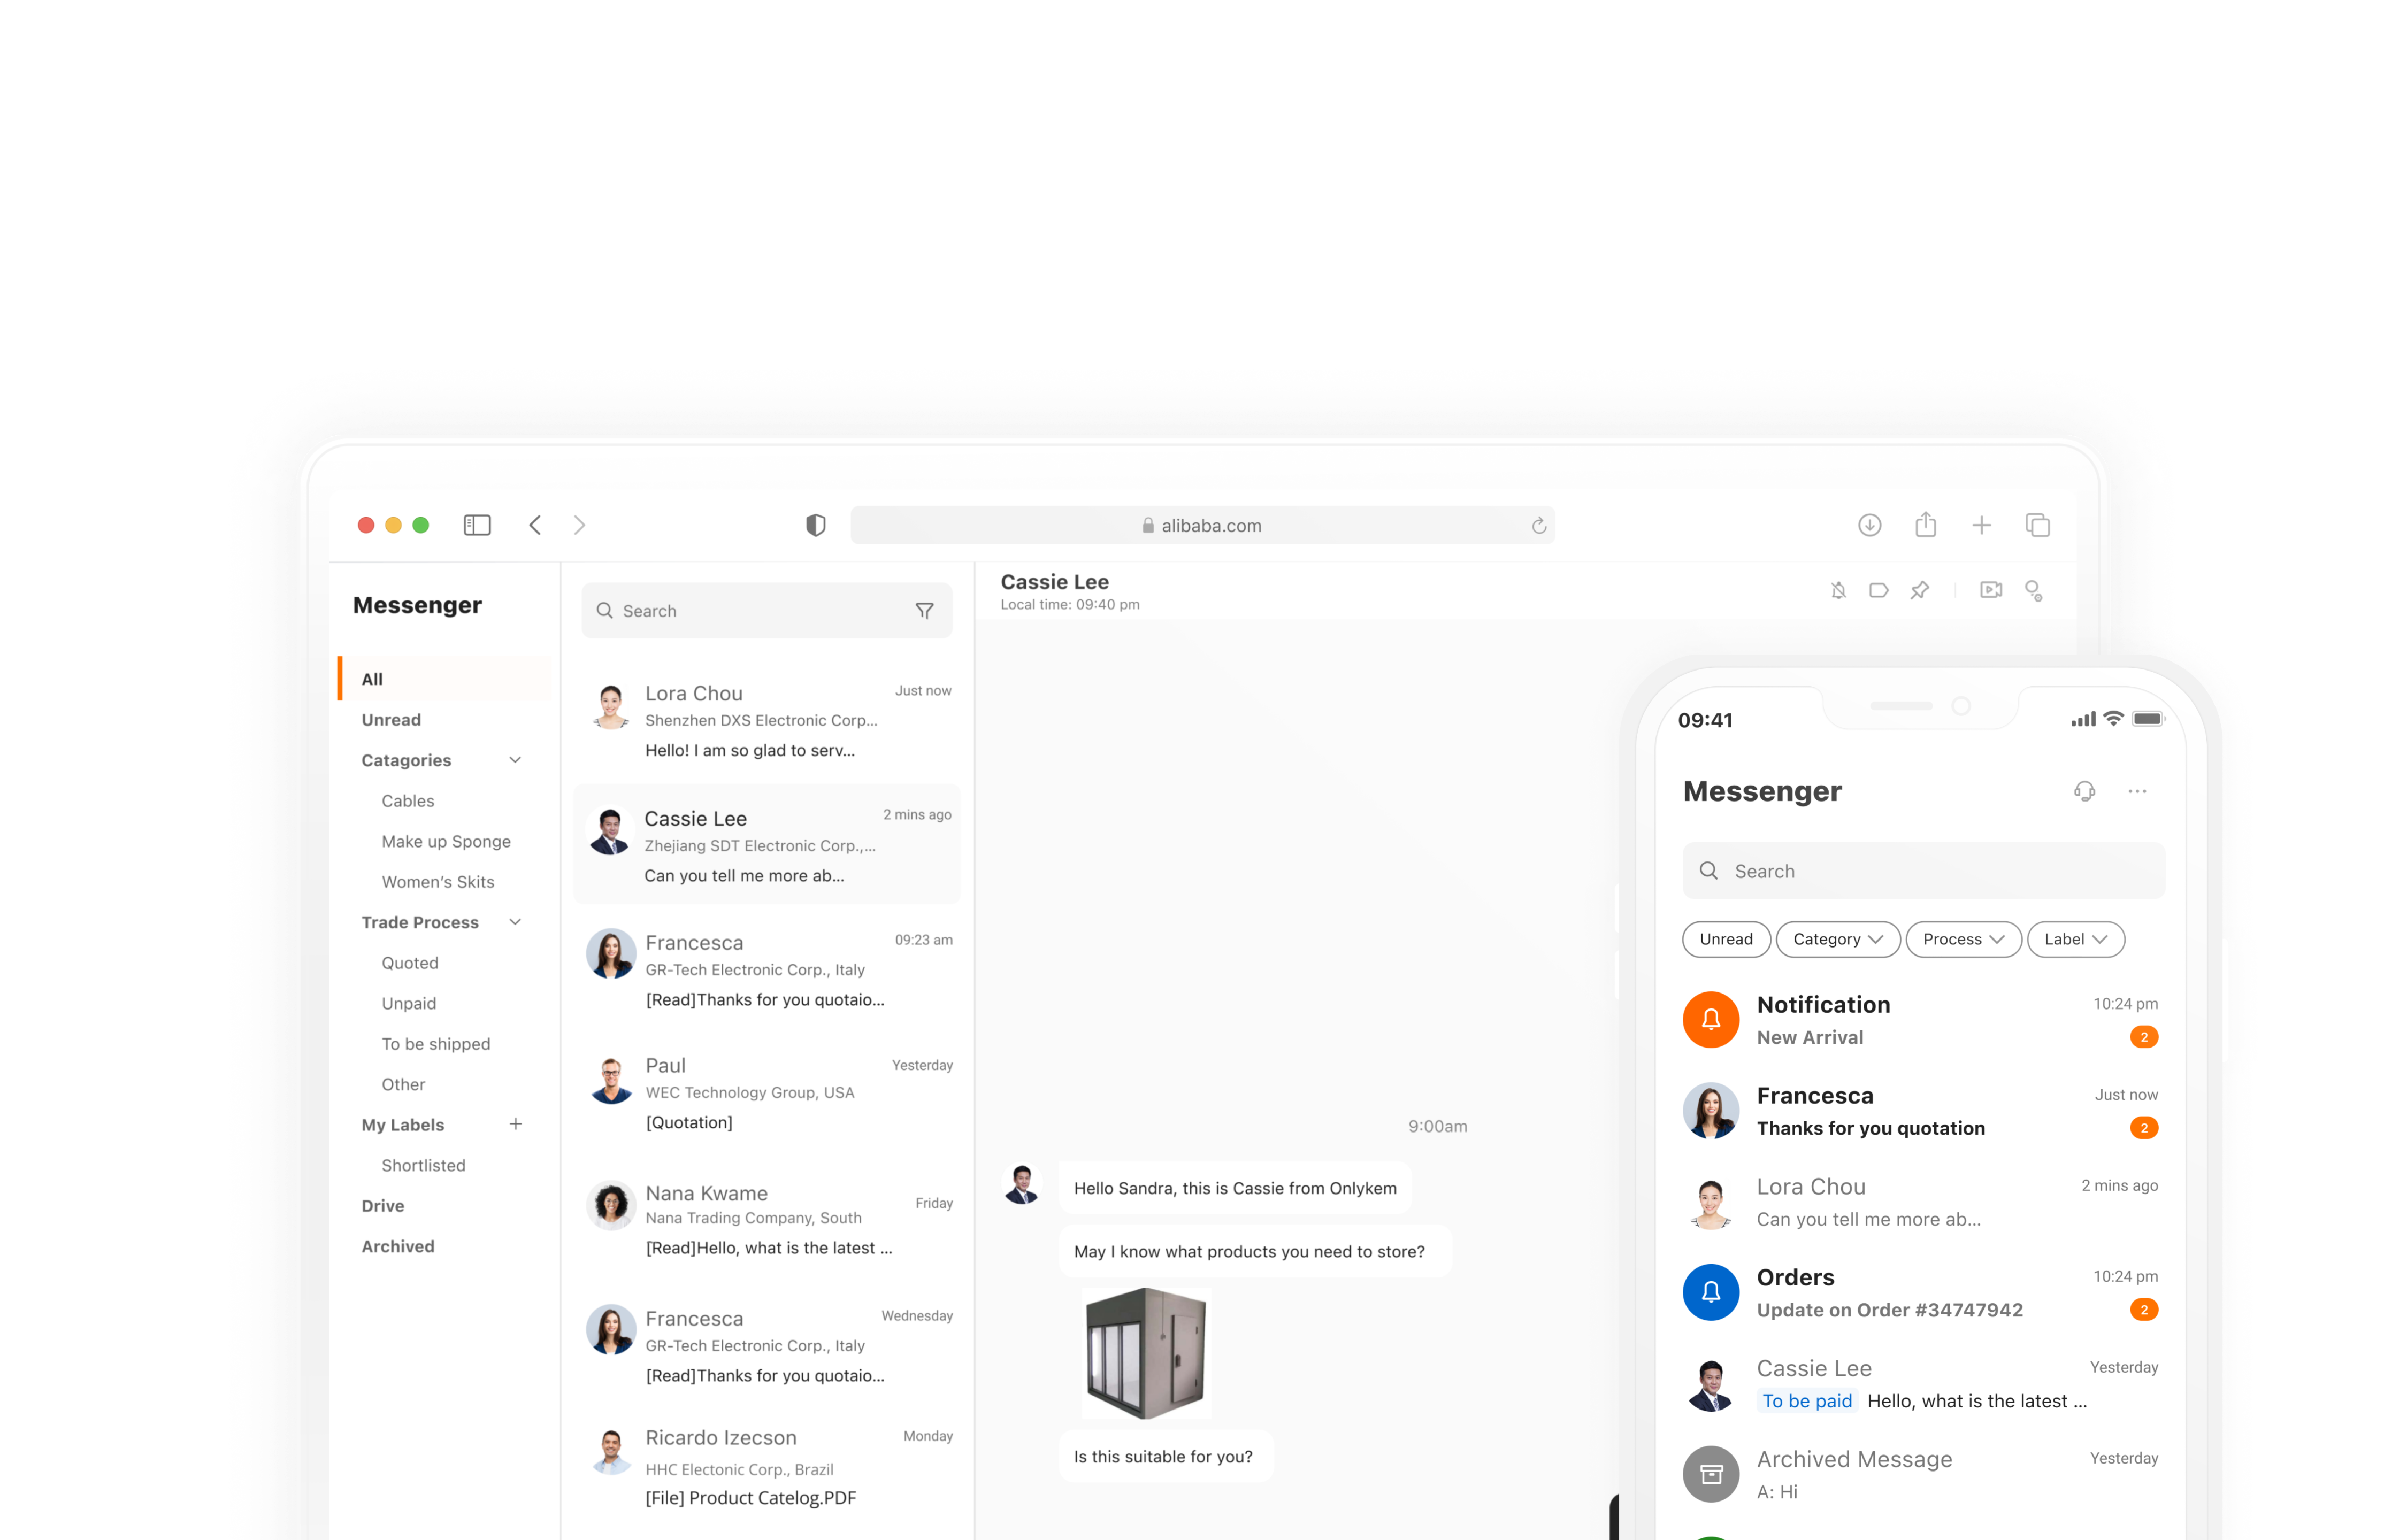 alibaba.com
Messenger
All
Unread
Catagories
Cables
Make up Sponge
Women's Skits
Trade Process
Quoted
Unpaid
To be shipped
Other
My Labels
Shortlisted
Drive
Archived
Search
Lora Chou Just now
Shenzhen DXS Electronic Corp...
Hello! I am so glad to serv...
Cassie Lee 2 mins ago
Zhejiang SDT Electronic Corp.,...
Can you tell me more ab...
Francesca 09:23 am
GR-Tech Electronic Corp., Italy
[Read]Thanks for you quotaio...
Paul Yesterday
WEC Technology Group, USA
[Quotation]
Nana Kwame Friday
Nana Trading Company, South
[Read]Hello, what is the latest ...
Francesca Wednesday
GR-Tech Electronic Corp., Italy
[Read]Thanks for you quotaio...
Ricardo Izecson Monday
HHC Electonic Corp., Brazil
[File] Product Catelog.PDF
Cassie Lee
Local time: 09:40 pm
9:00am
Hello Sandra, this is Cassie from Onlykem
May I know what products you need to store?
Is this suitable for you?
09:41
Messenger
Search
Unread Category Process Label
Notification 10:24 pm
New Arrival 2
Francesca Just now
Thanks for you quotation 2
Lora Chou 2 mins ago
Can you tell me more ab...
Orders 10:24 pm
Update on Order #34747942 2
Cassie Lee Yesterday
To be paid Hello, what is the latest ...
Archived Message Yesterday
A: Hi